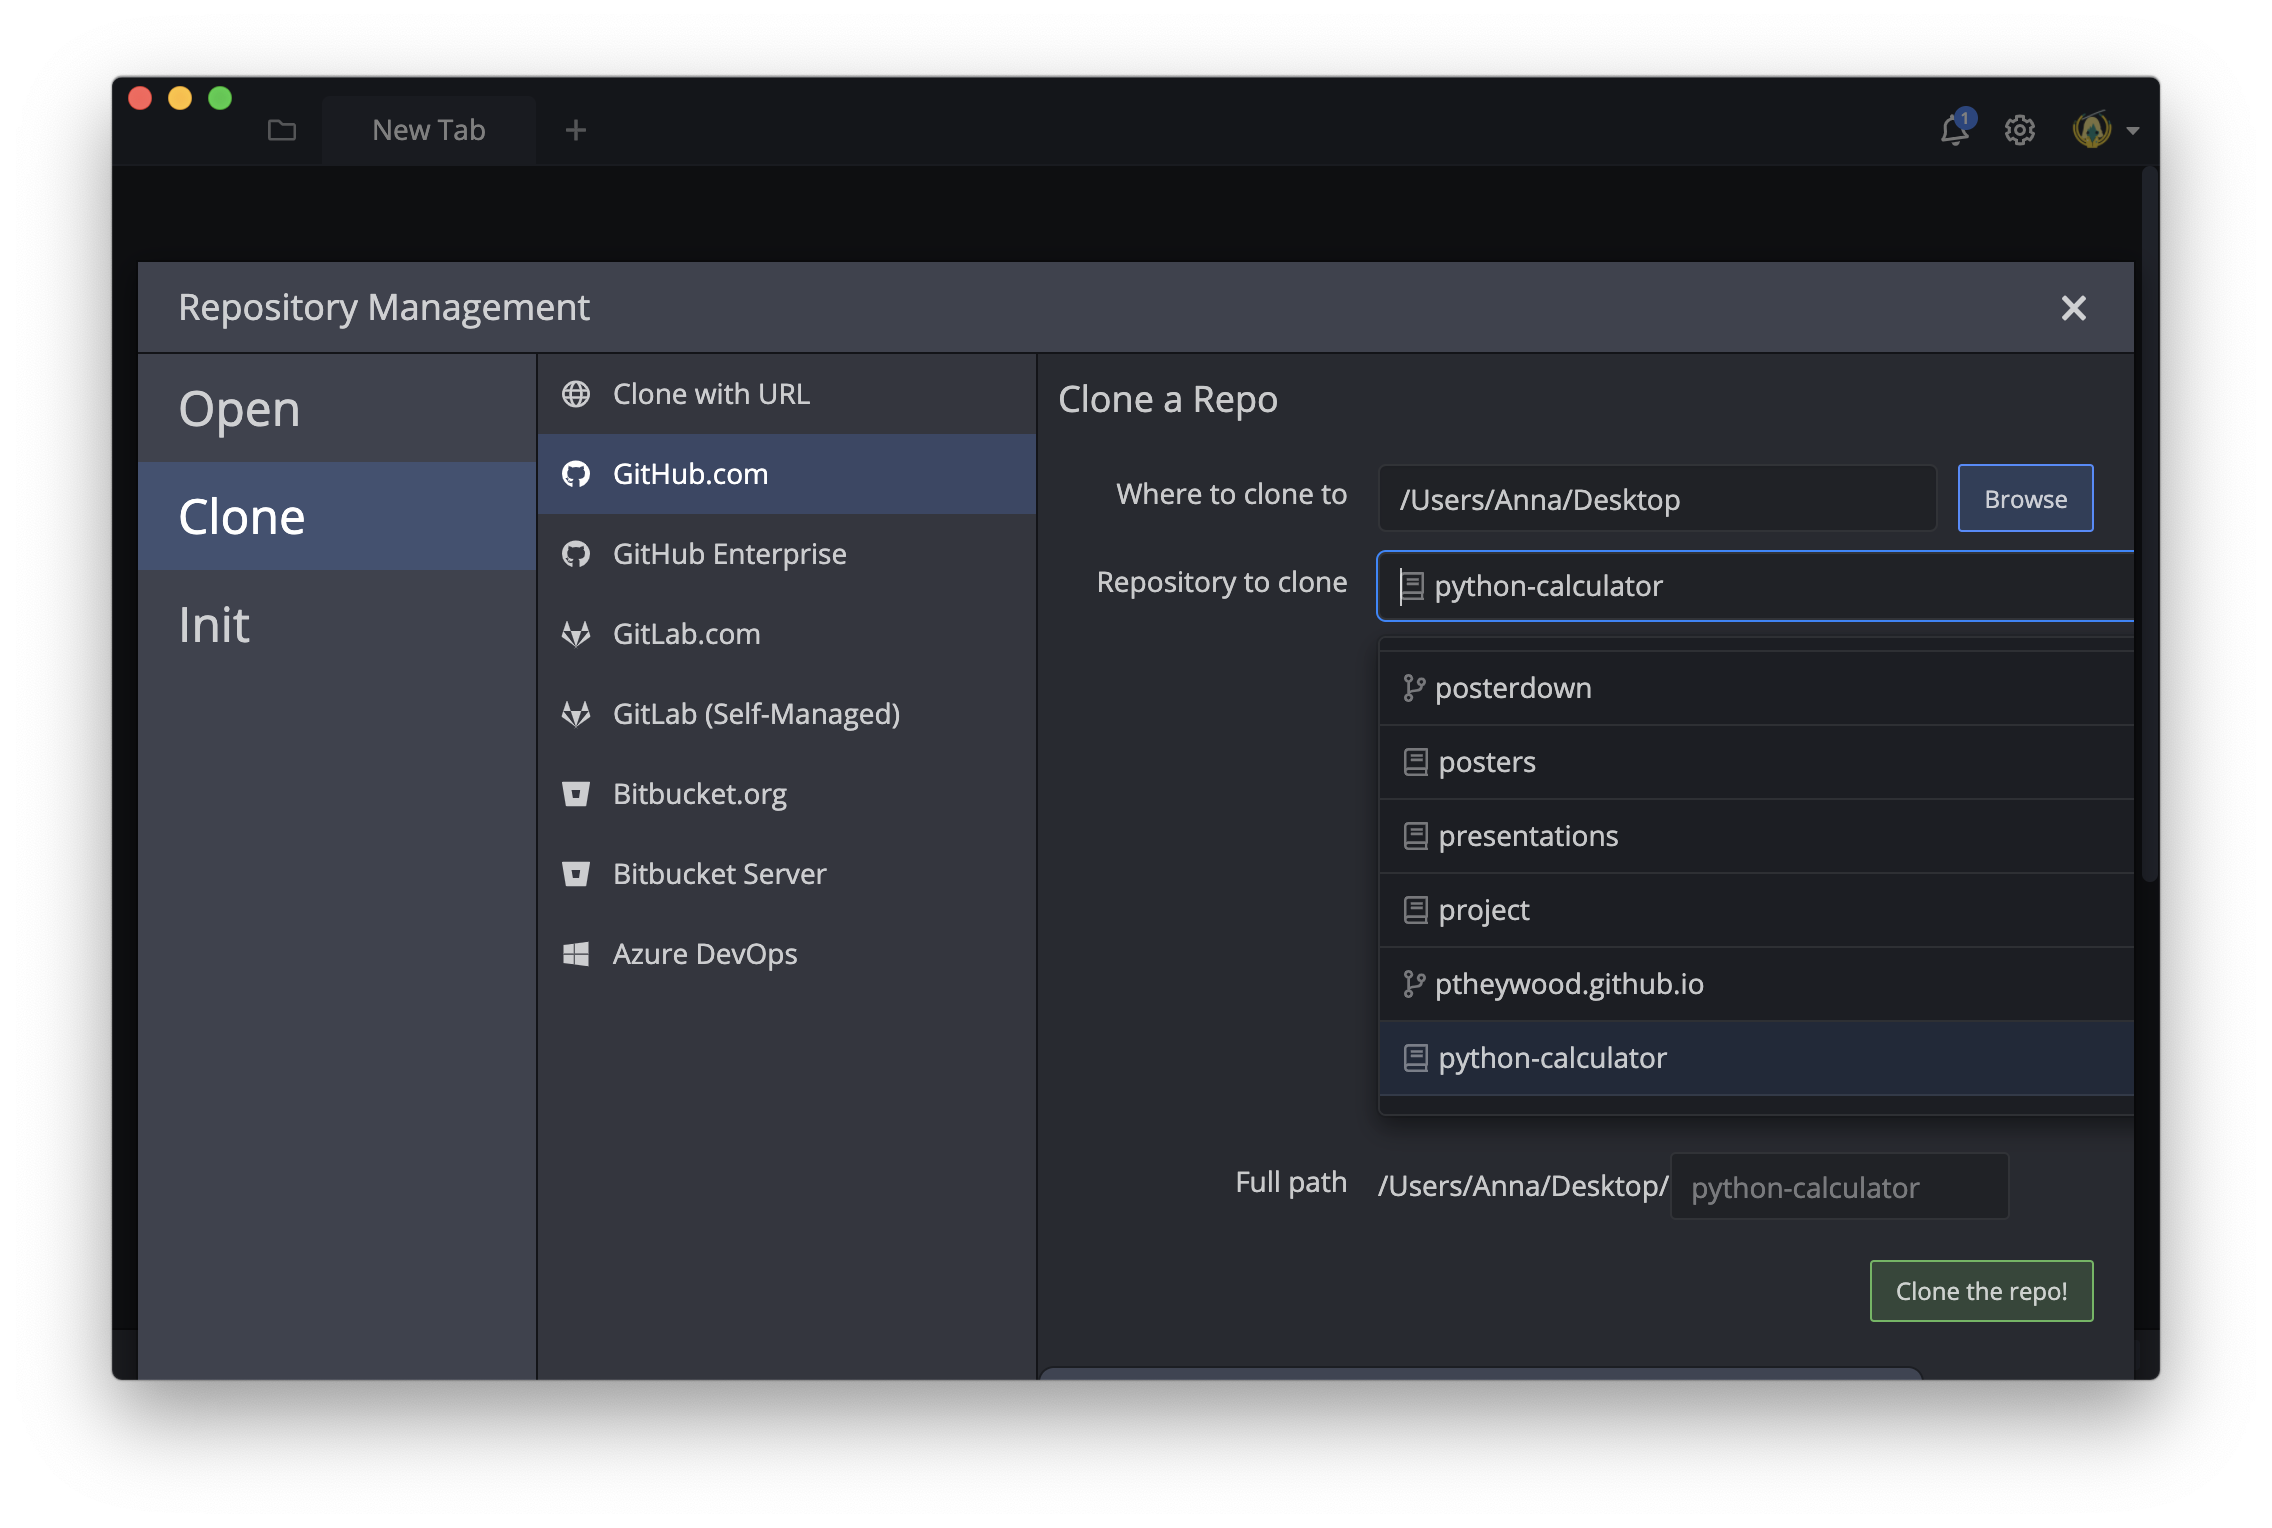 New Tab
1
Repository Management
Open
Clone
Init
Clone with URL
GitHub.com
GitHub Enterprise
GitLab.com
GitLab (Self-Managed)
Bitbucket.org
Bitbucket Server
Azure DevOps
Clone a Repo
Where to clone to /Users/Anna/Desktop Browse
Repository to clone python-calculator
posterdown
posters
presentations
project
ptheywood.github.io
python-calculator
Full path /Users/Anna/Desktop/ python-calculator
Clone the repo!